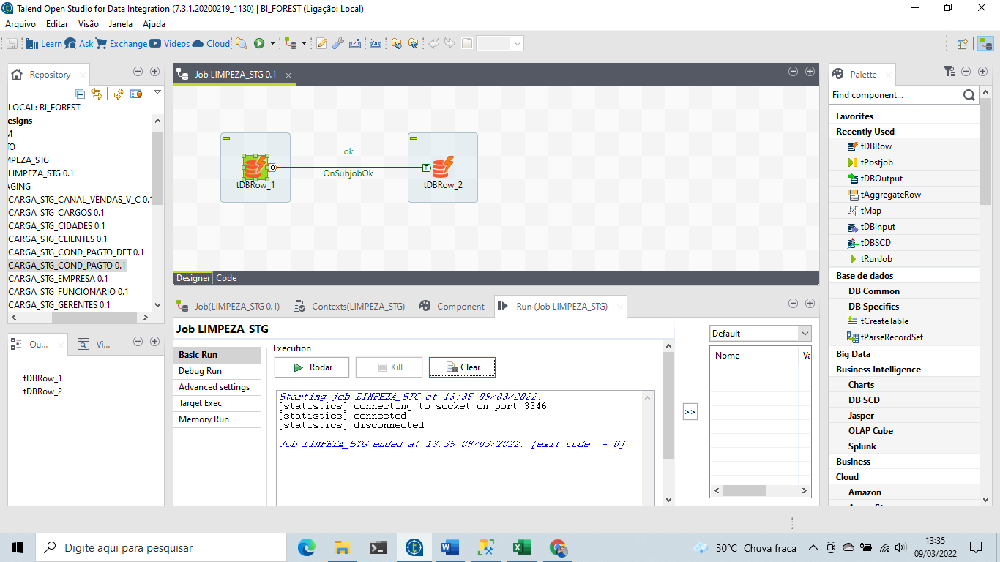 Talend Open Studio for Data Integration (7.3.1.20200219_1130) | BI_FOREST (Ligação: Local)
Arquivo Editar Visão Janela Ajuda
Learn Ask Exchange Videos Cloud
Repository
LOCAL: BI_FOREST
esigns
TO
MPEZA_STG
LIMPEZA_STG 0.1
AGING
CARGA_STG_CANAL_VENDAS_V_C 0.1
CARGA_STG_CARGOS 0.1
CARGA_STG_CIDADES 0.1
CARGA_STG_CLIENTES 0.1
CARGA_STG_COND_PAGTO_DET 0.1
CARGA_STG_COND_PAGTO 0.1
CARGA_STG_EMPRESA 0.1
CARGA_STG_FUNCIONARIO 0.1
CARGA_STG_GERENTES 0.1
Ou... Vi...
tDBRow_1
tDBRow_2
Job LIMPEZA_STG 0.1
ok
OnSubjobOk
tDBRow_1
tDBRow_2
Designer Code
Job(LIMPEZA_STG 0.1) Contexts(LIMPEZA_STG) Component Run (Job LIMPEZA_STG)
Job LIMPEZA_STG
Basic Run
Debug Run
Advanced settings
Target Exec
Memory Run
Execution
Rodar Kill Clear
Starting job LIMPEZA_STG at 13:35 09/03/2022.
[statistics] connecting to socket on port 3346
[statistics] connected
[statistics] disconnected
Job LIMPEZA_STG ended at 13:35 09/03/2022. [exit code = 0]
>>
Default
Nome Va
Palette
Find component...
Favorites
Recently Used
tDBRow
tPostjob
tDBOutput
tAggregateRow
tMap
tDBInput
tDBSCD
tRunJob
Base de dados
DB Common
DB Specifics
tCreateTable
tParseRecordSet
Big Data
Business Intelligence
Charts
DB SCD
Jasper
OLAP Cube
Splunk
Business
Cloud
Amazon
Digite aqui para pesquisar
30°C Chuva fraca
13:35
09/03/2022